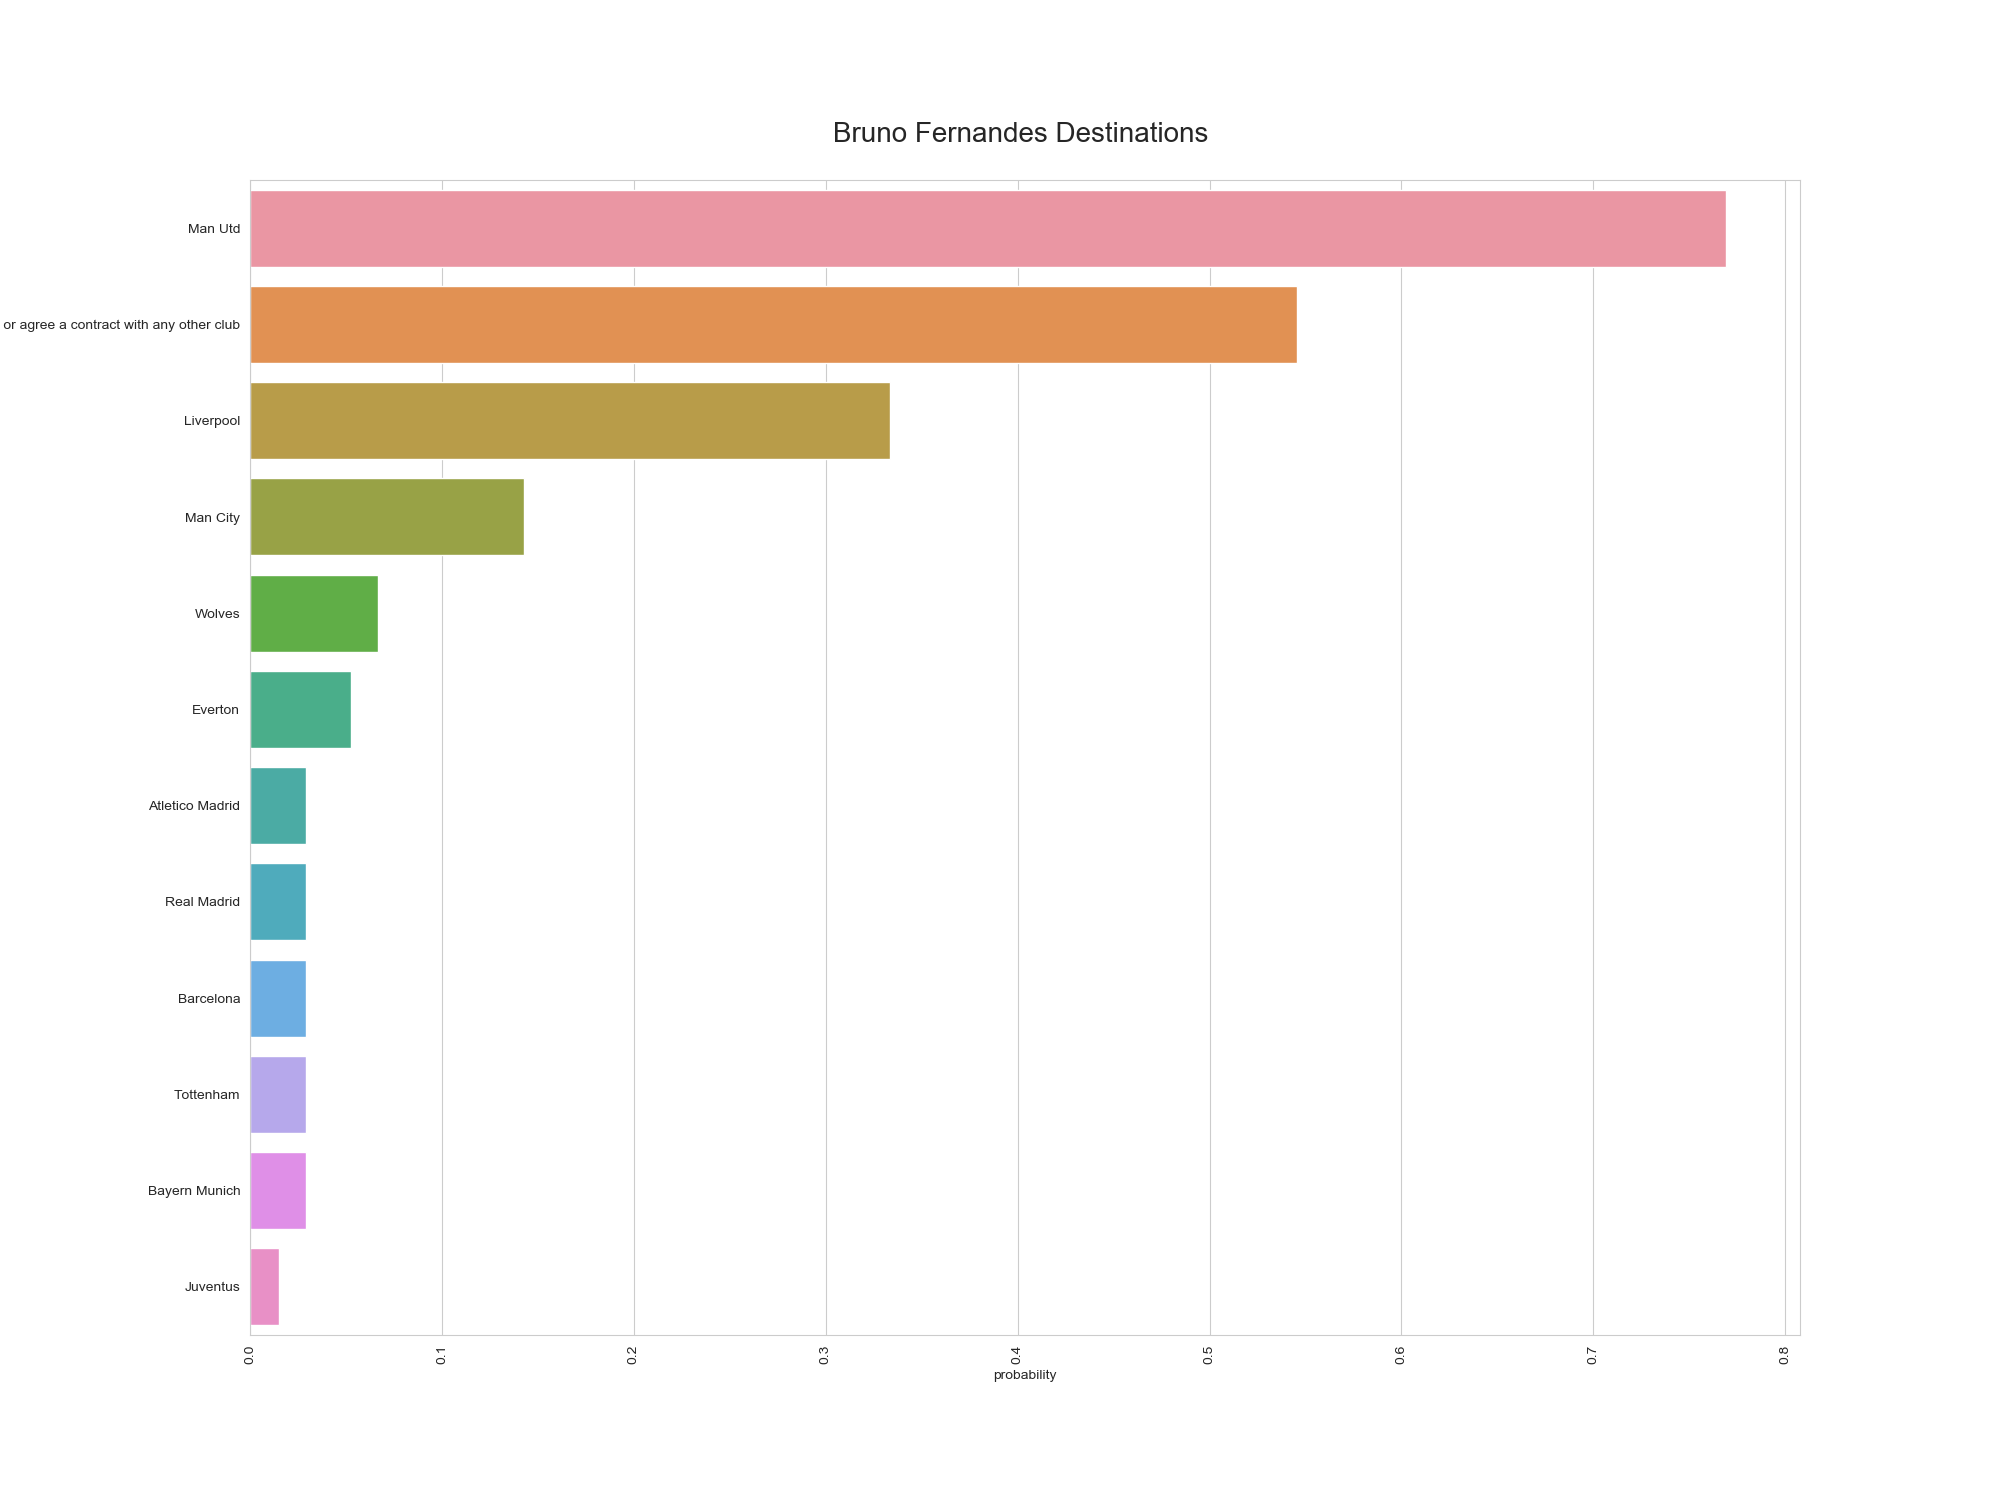 Bruno Fernandes Destinations
Man Utd
or agree a contract with any other club
Liverpool
Man City
Wolves
Everton
Atletico Madrid
Real Madrid
Barcelona
Tottenham
Bayern Munich
Juventus
0.0 0.1 0.2 0.3 0.4 0.5 0.6 0.7 0.8
probability